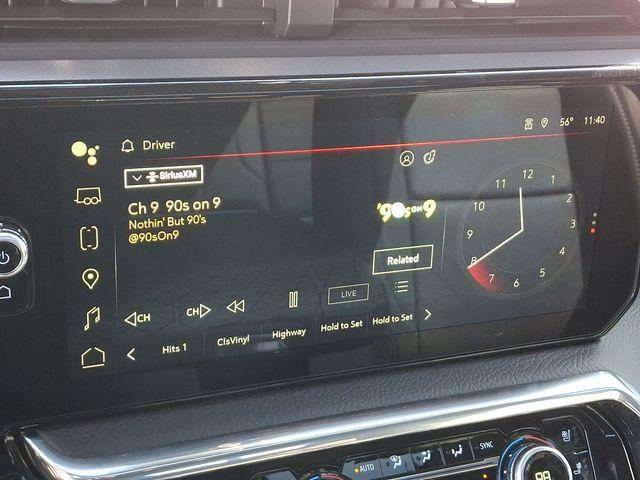 Driver
56° 11:40
SiriusXM
Ch 9 90s on 9
Nothin' But 90's
@90sOn9
'90s ON 9
Related
12
1
2
3
4
5
6
7
8
9
10
11
CH
CH
LIVE
Hits 1
ClsVinyl
Highway
Hold to Set
Hold to Set
AUTO
SYNC